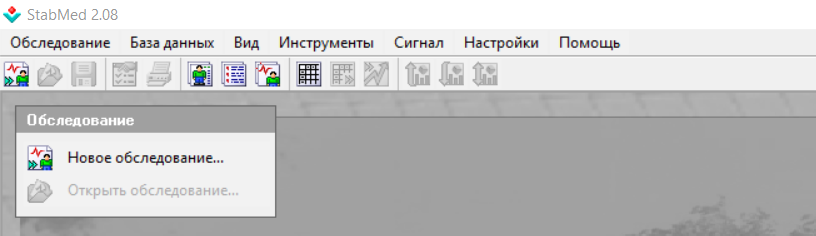 StabMed 2.08
Обследование База данных Вид Инструменты Сигнал Настройки Помощь
Обследование
Новое обследование...
Открыть обследование...